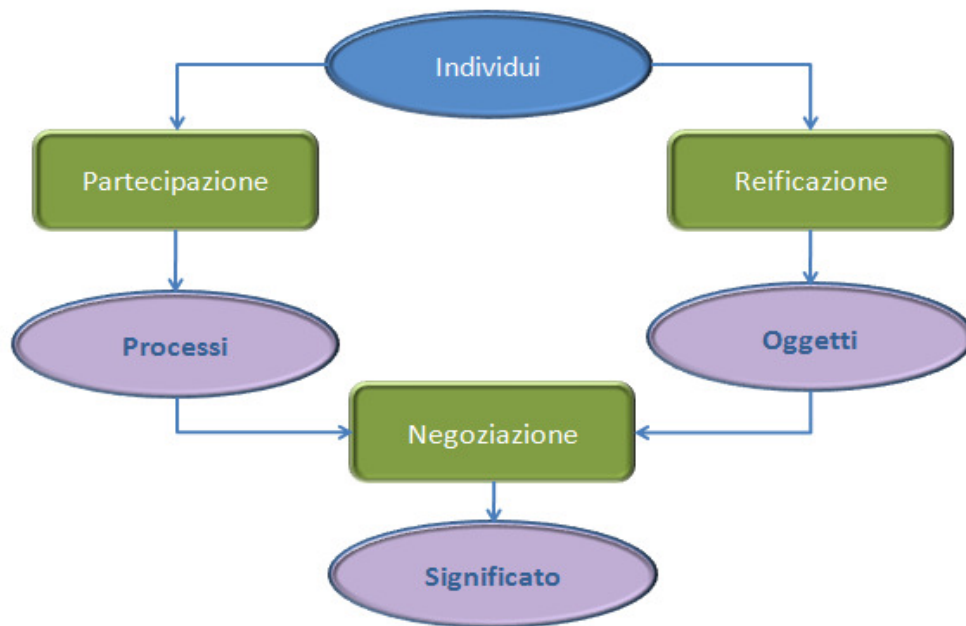 Individui
Partecipazione
Reificazione
Processi
Oggetti
Negoziazione
Significato